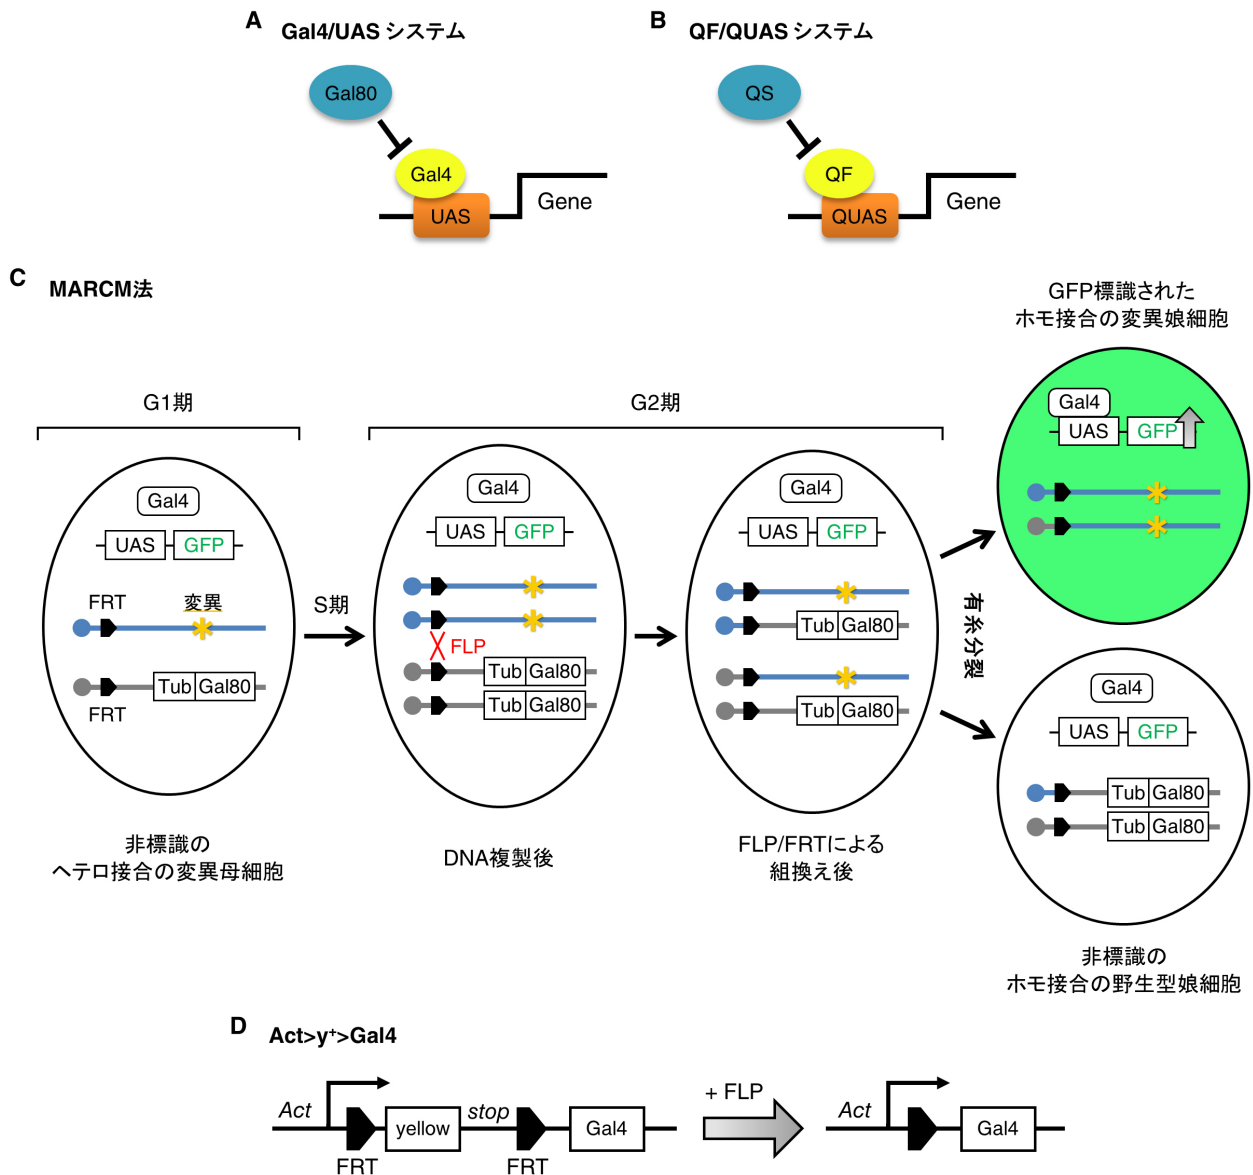 A Gal4/UAS システム
B QF/QUAS システム
Gal80
QS
Gal4
QF
UAS
Gene
QUAS
Gene
C MARCM法
GFP標識された
ホモ接合の変異娘細胞
G1期
G2期
Gal4
UAS GFP
FRT 変異
Tub Gal80
FRT
S期
Gal4
UAS GFP
FLP
Tub Gal80
Tub Gal80
Gal4
UAS GFP
Tub Gal80
Tub Gal80
有糸分裂
Gal4
UAS GFP
Gal4
UAS GFP
Tub Gal80
Tub Gal80
非標識の
ヘテロ接合の変異母細胞
DNA複製後
FLP/FRTによる
組換え後
非標識の
ホモ接合の野生型娘細胞
D Act>y⁺>Gal4
Act
yellow
stop
Gal4
FRT
FRT
+ FLP
Act
Gal4